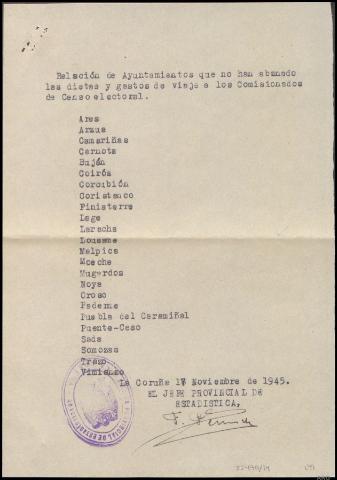 Relación de Ayuntamientos que no han abonado
las dietas y gastos de viaje a los Comisionados
de Censo electoral.
Ares
Arzua
Camariñas
Carnota
Buján
Coirós
Corcubión
Coristanco
Finisterre
Lage
Laracha
Lousame
Malpica
Moeche
Mugardos
Noya
Oroso
Paderne
Puebla del Caramiñal
Puente-Ceso
Sada
Somozas
Trazo
Vimianzo
La Coruña 17 Noviembre de 1945.
EL JEFE PROVINCIAL DE
ESTADISTICA,